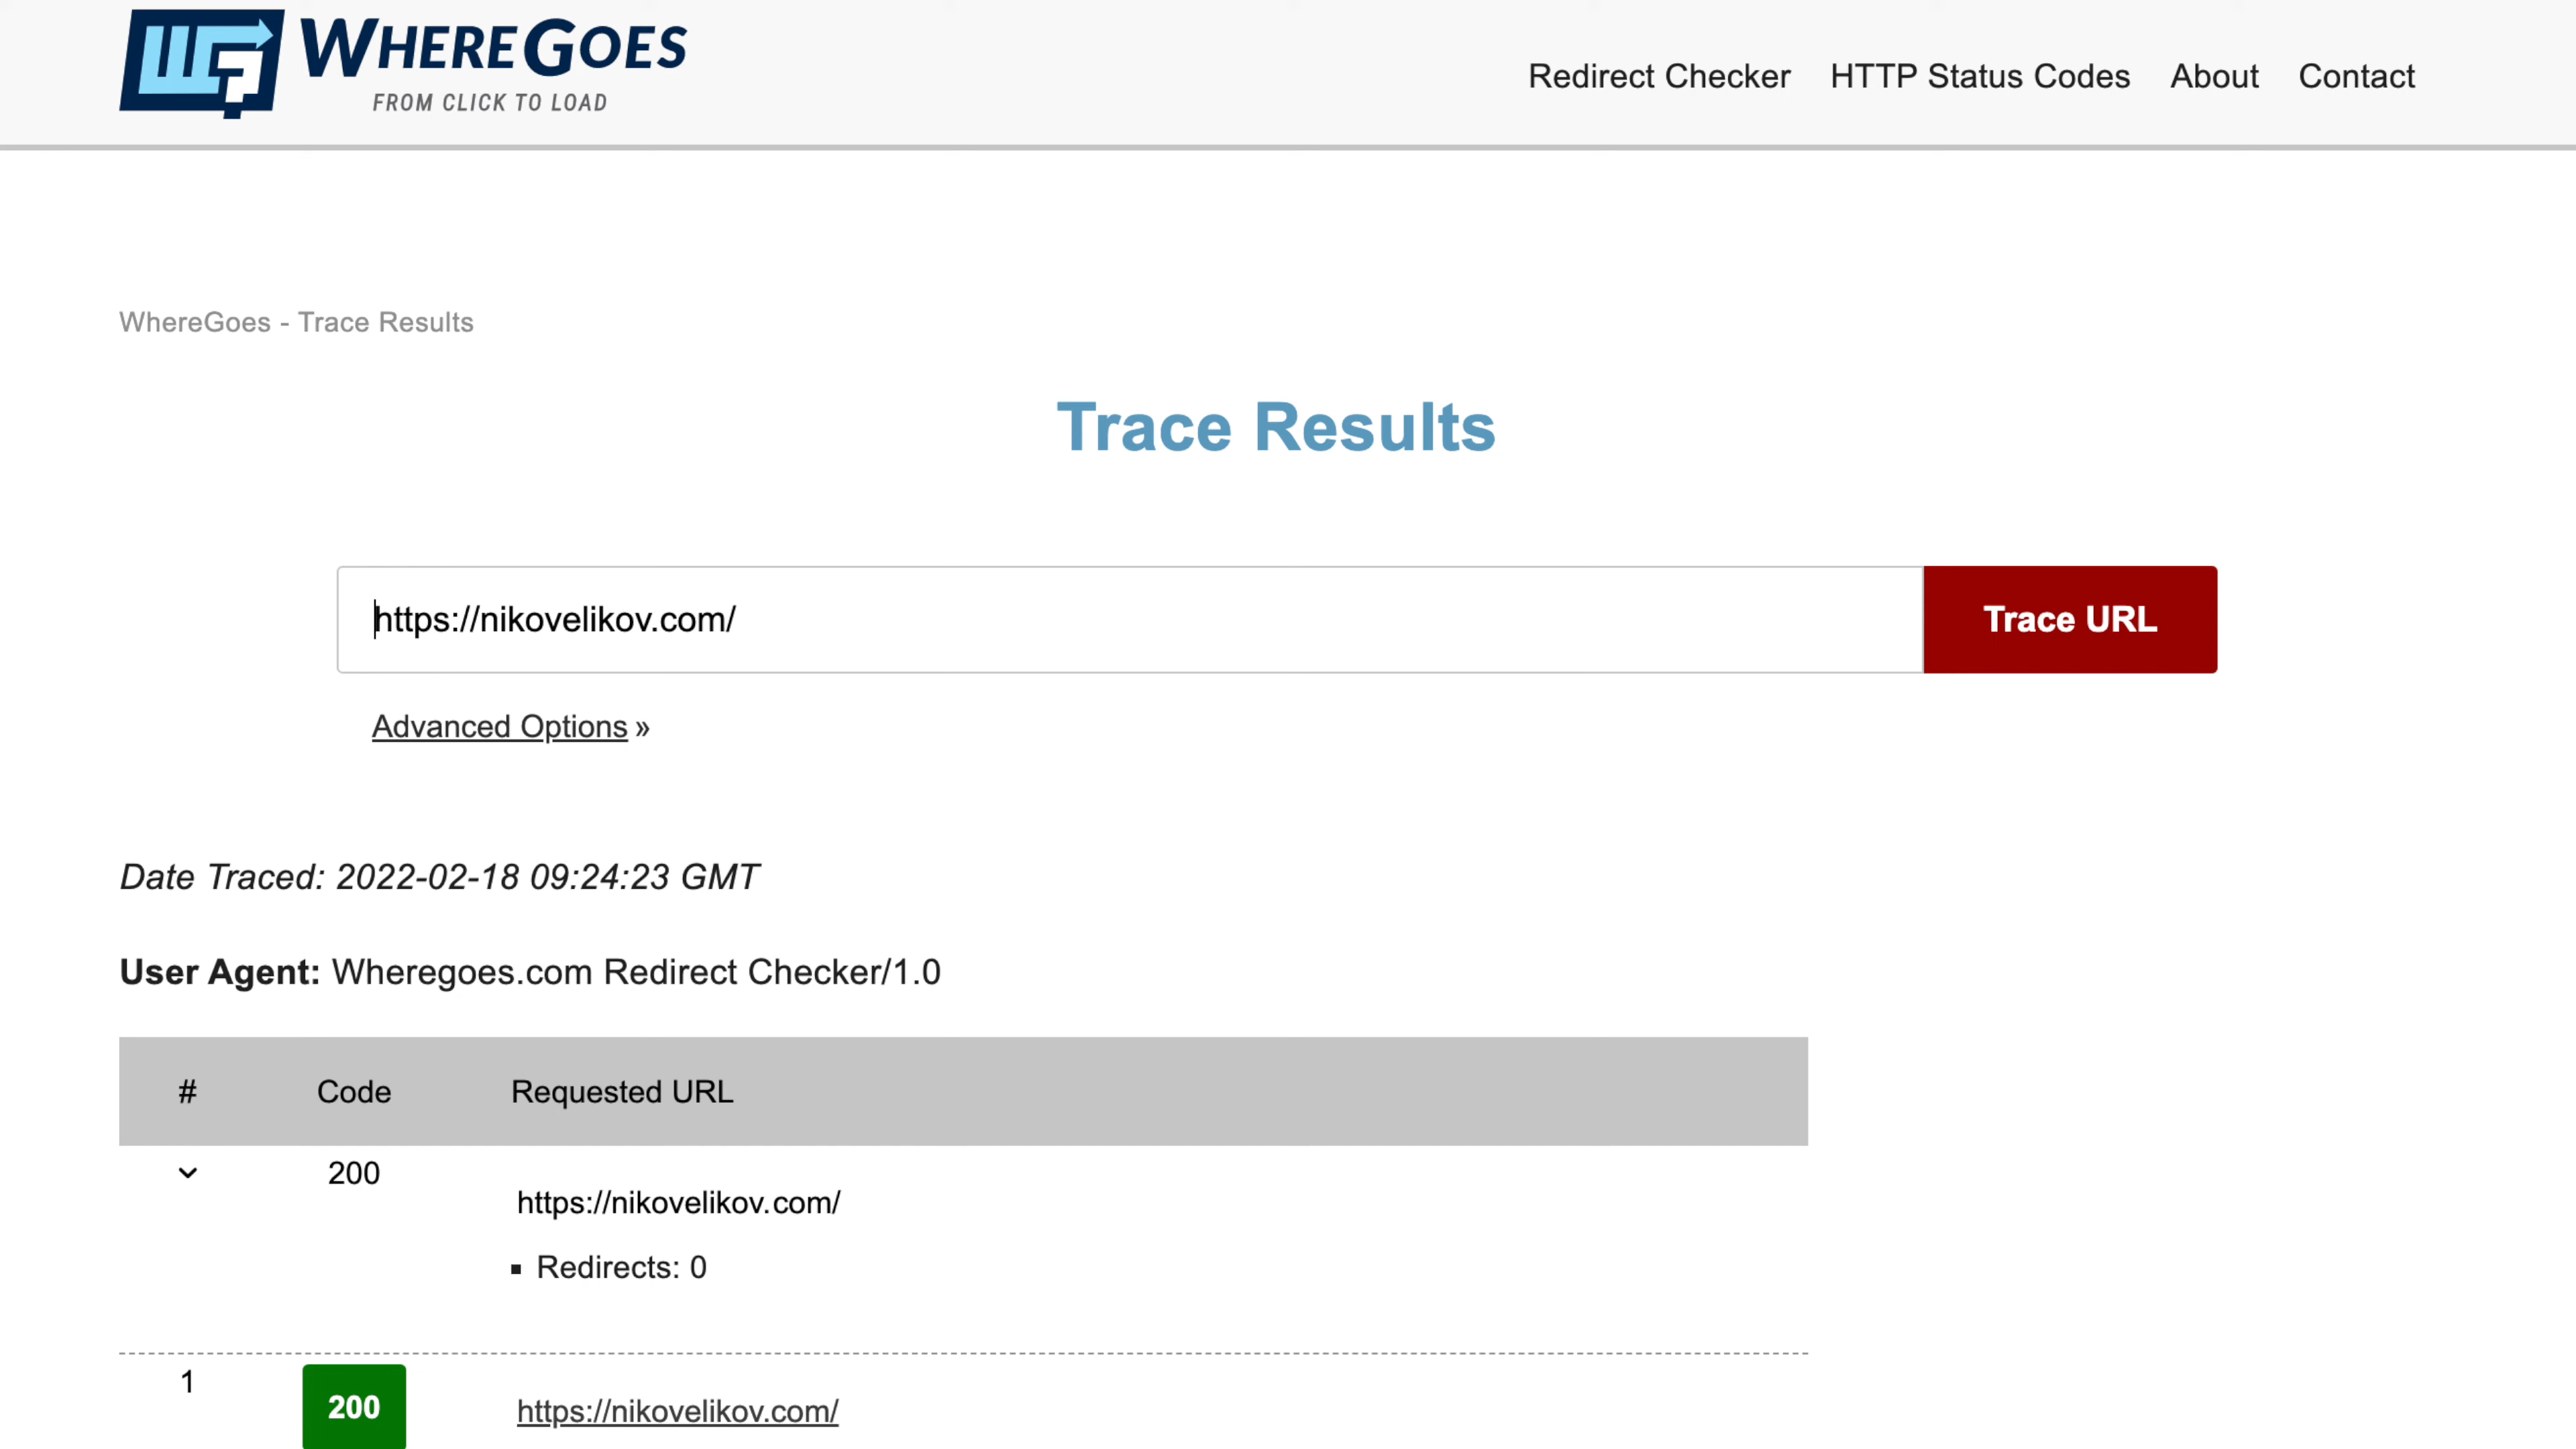 WHEREGOES
FROM CLICK TO LOAD
Redirect Checker HTTP Status Codes About Contact
WhereGoes - Trace Results
Trace Results
https://nikovelikov.com/
Trace URL
Advanced Options »
Date Traced: 2022-02-18 09:24:23 GMT
User Agent: Wheregoes.com Redirect Checker/1.0
# Code Requested URL
200 https://nikovelikov.com/
▪ Redirects: 0
1 200 https://nikovelikov.com/